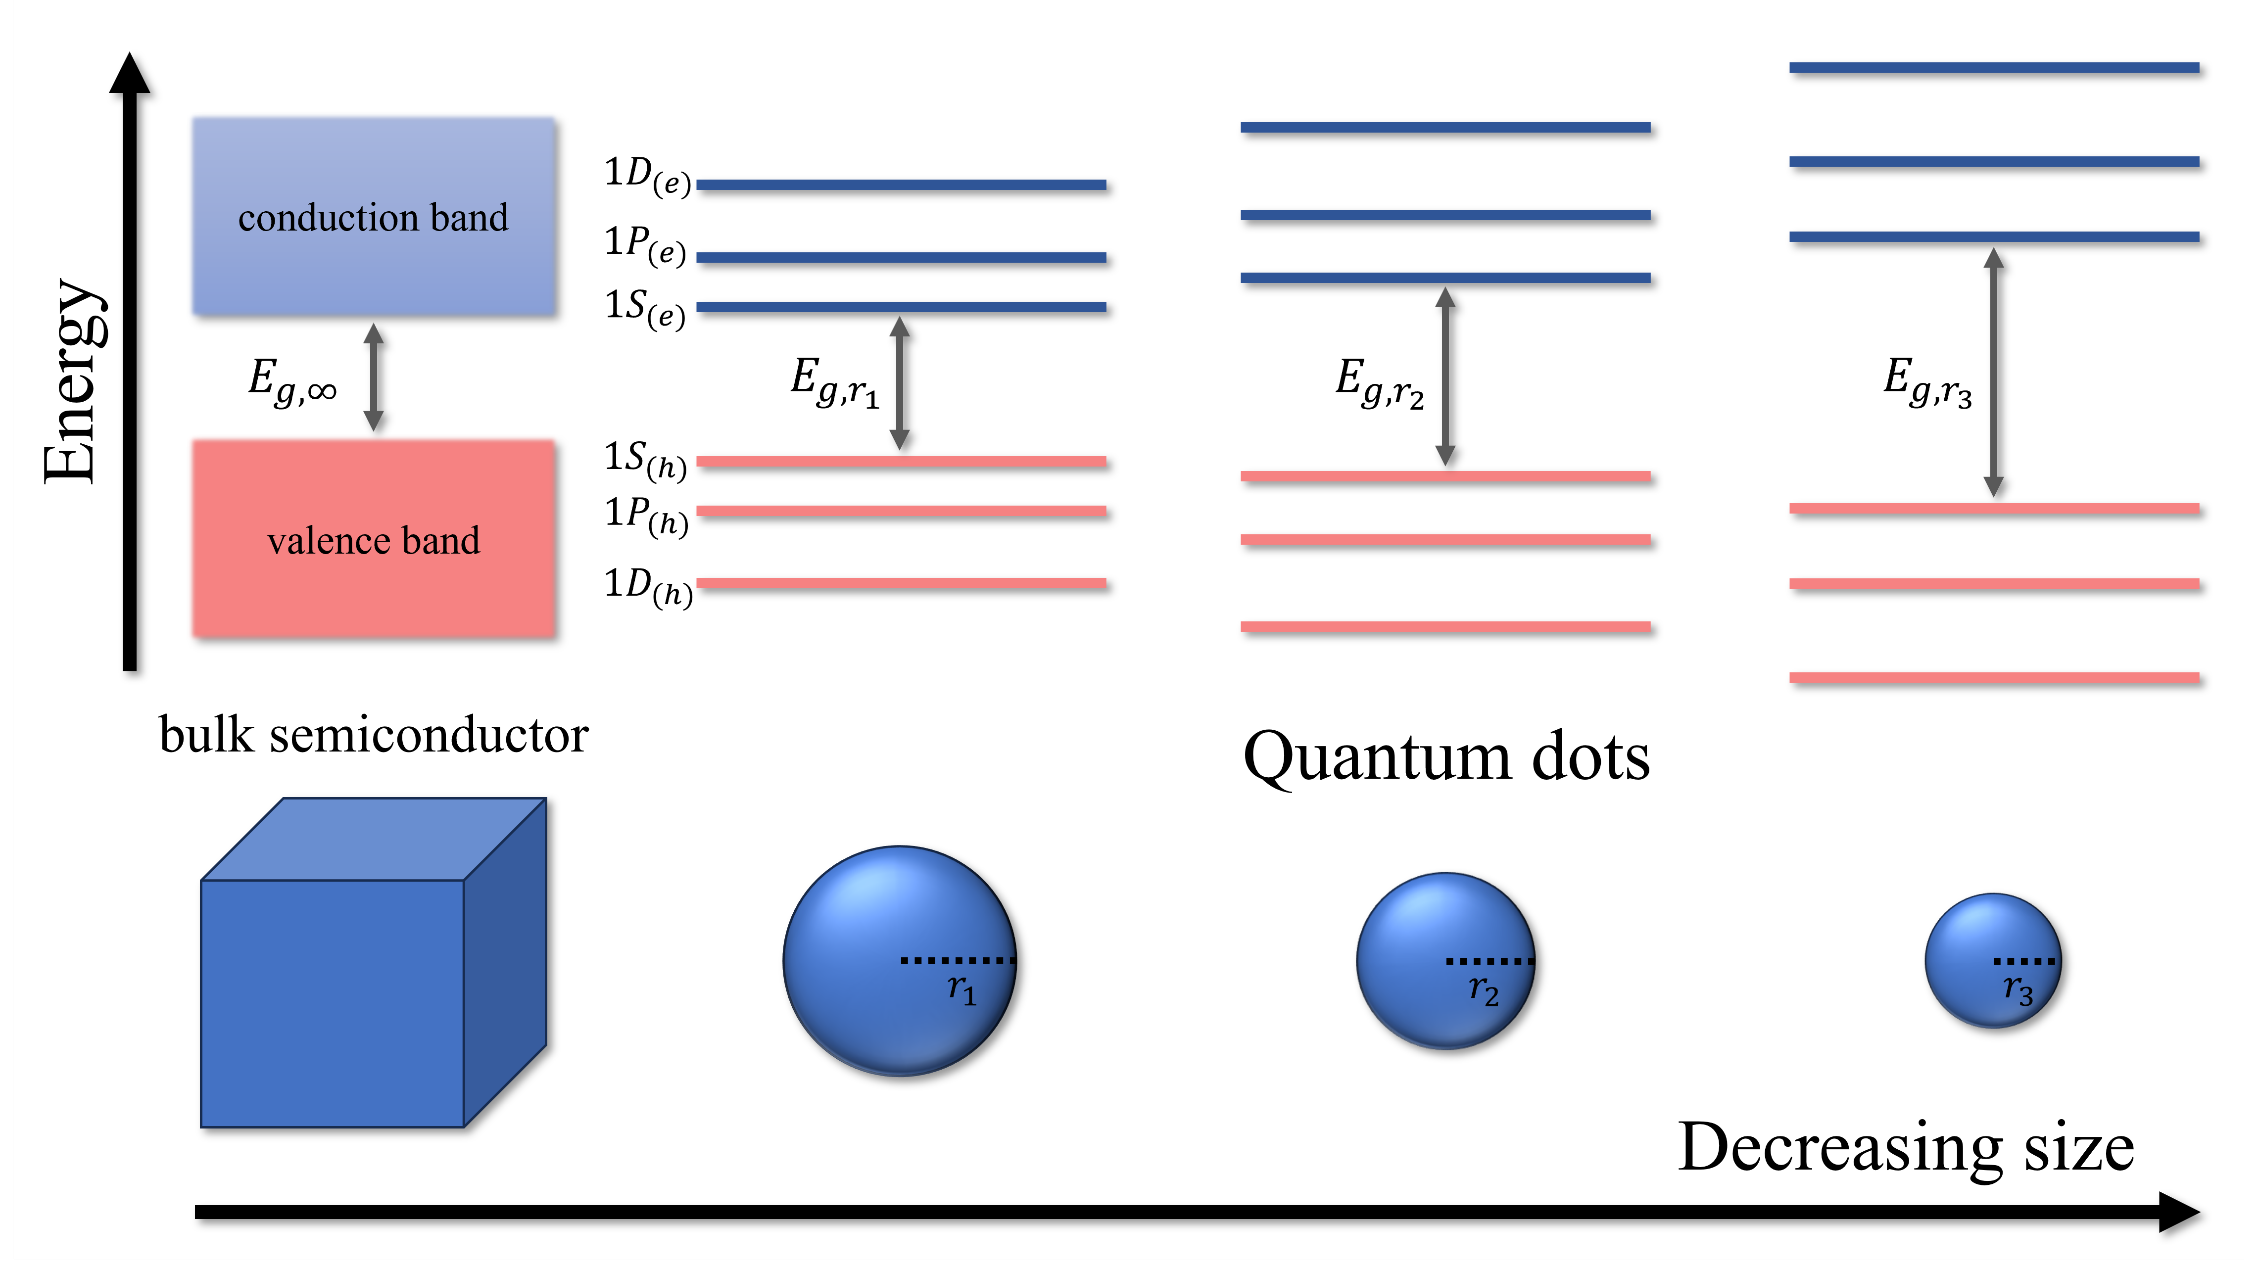 Energy
conduction band
valence band
E_{g,∞}
1D_{(e)}
1P_{(e)}
1S_{(e)}
E_{g,r_1}
1S_{(h)}
1P_{(h)}
1D_{(h)}
E_{g,r_2}
E_{g,r_3}
bulk semiconductor
Quantum dots
r_1
r_2
r_3
Decreasing size